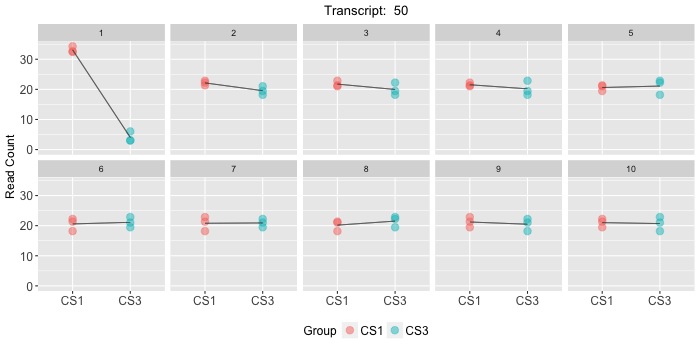 Transcript: 50
1 2 3 4 5
30
20
10
0
Read Count
6 7 8 9 10
30
20
10
0
CS1 CS3 CS1 CS3 CS1 CS3 CS1 CS3 CS1 CS3
Group CS1 CS3